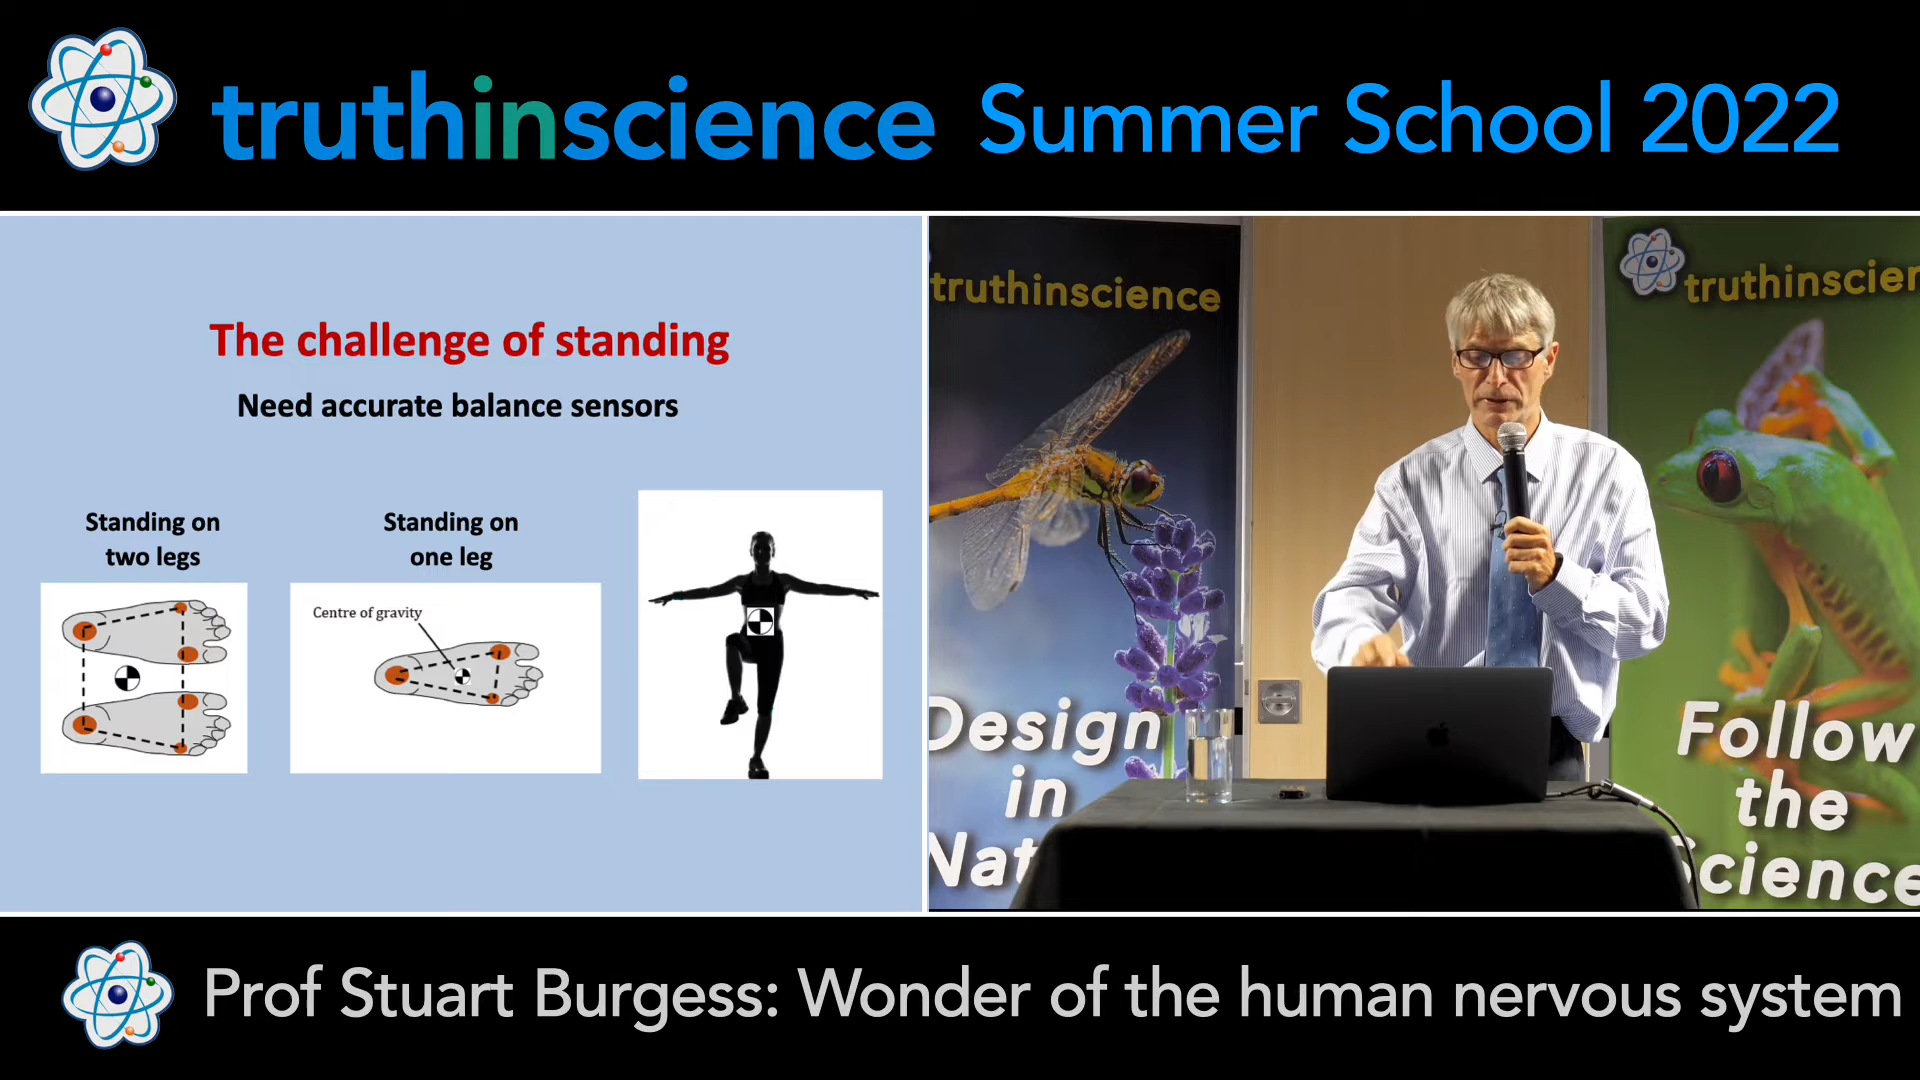 truthinscience Summer School 2022
The challenge of standing
Need accurate balance sensors
Standing on
two legs
Standing on
one leg
Centre of gravity
truthinscience
Design
in
Nat
truthinscien
Follow
the
Science
Prof Stuart Burgess: Wonder of the human nervous system